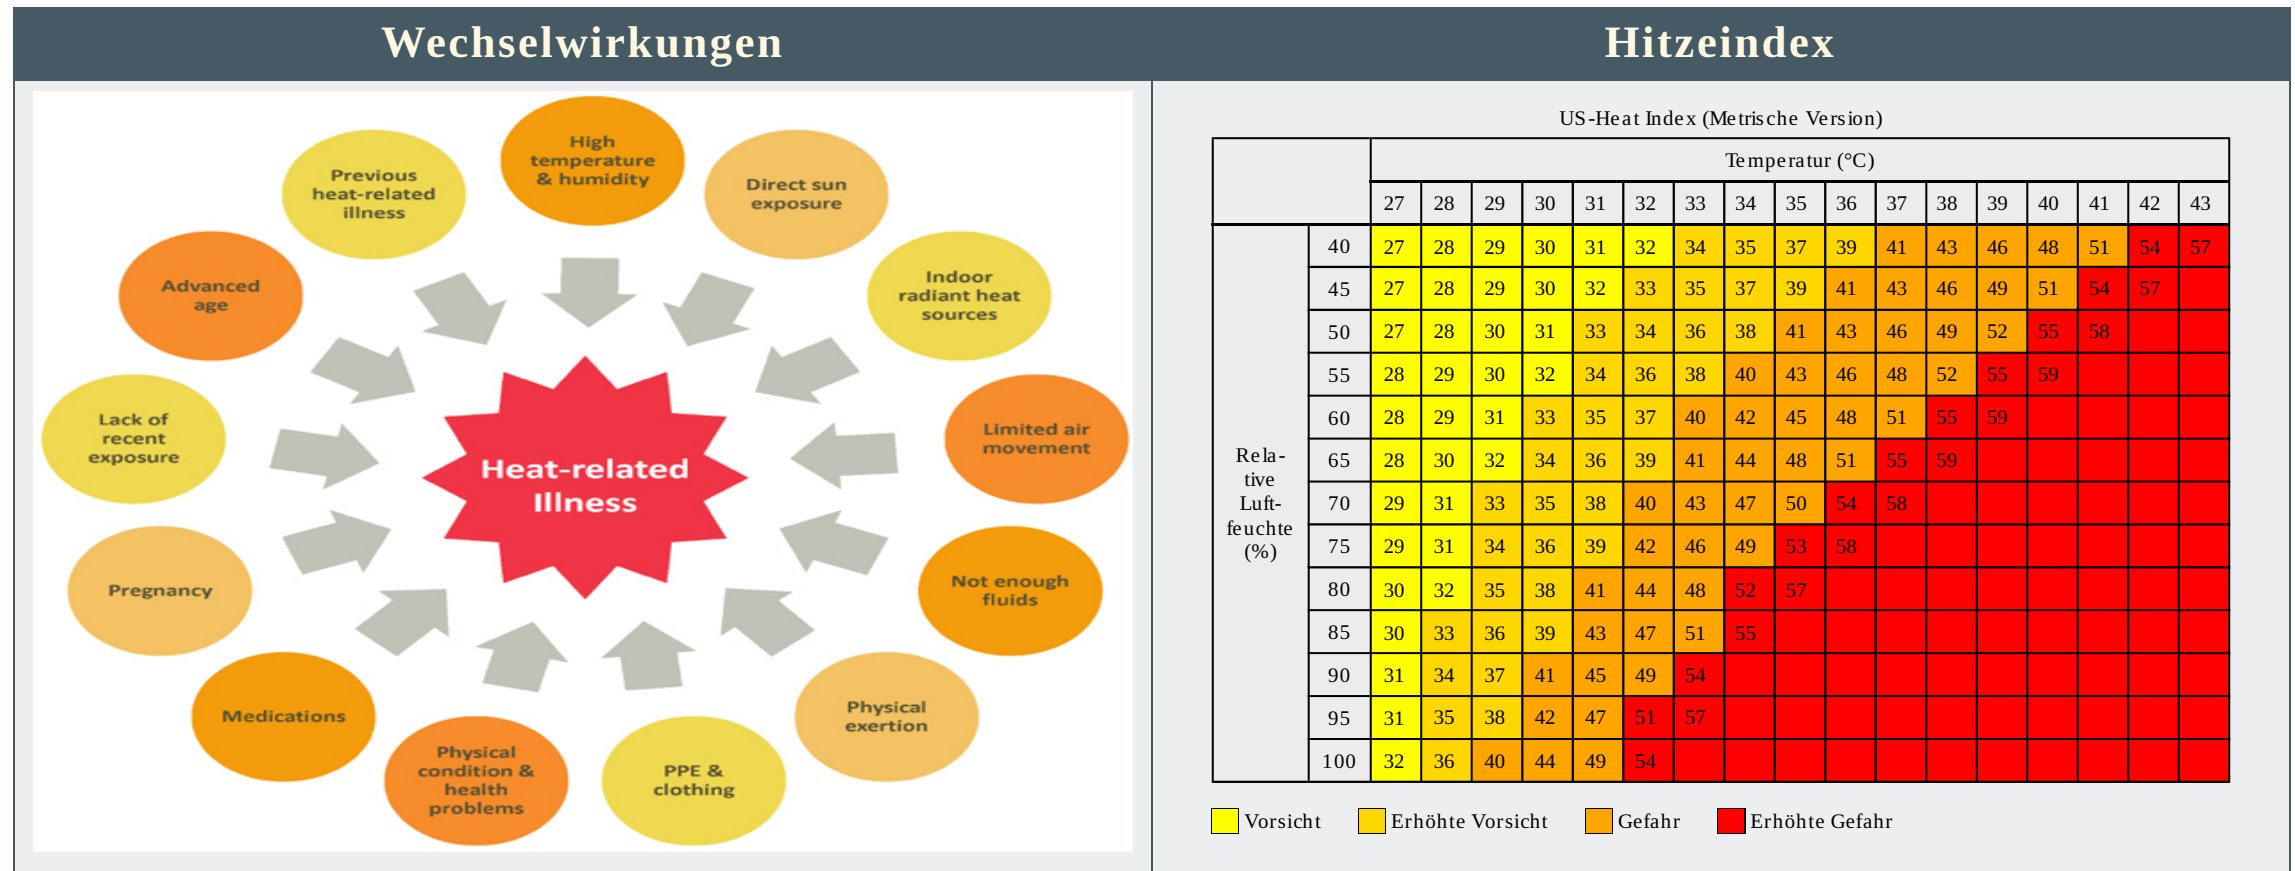 Wechselwirkungen
High
temperature
& humidity
Direct sun
exposure
Indoor
radiant heat
sources
Limited air
movement
Not enough
fluids
Physical
exertion
PPE &
clothing
Physical
condition &
health
problems
Medications
Pregnancy
Lack of
recent
exposure
Advanced
age
Previous
heat-related
illness
Heat-related
Illness
Hitzeindex
US-Heat Index (Metrische Version)
Temperatur (°C)
27 28 29 30 31 32 33 34 35 36 37 38 39 40 41 42 43
Rela-
tive
Luft-
feuchte
(%)
40 27 28 29 30 31 32 34 35 37 39 41 43 46 48 51 54 57
45 27 28 29 30 32 33 35 37 39 41 43 46 49 51 54 57
50 27 28 30 31 33 34 36 38 41 43 46 49 52 55 58
55 28 29 30 32 34 36 38 40 43 46 48 52 55 59
60 28 29 31 33 35 37 40 42 45 48 51 55 59
65 28 30 32 34 36 39 41 44 48 51 55 59
70 29 31 33 35 38 40 43 47 50 54 58
75 29 31 34 36 39 42 46 49 53 58
80 30 32 35 38 41 44 48 52 57
85 30 33 36 39 43 47 51 55
90 31 34 37 41 45 49 54
95 31 35 38 42 47 51 57
100 32 36 40 44 49 54
Vorsicht Erhöhte Vorsicht Gefahr Erhöhte Gefahr